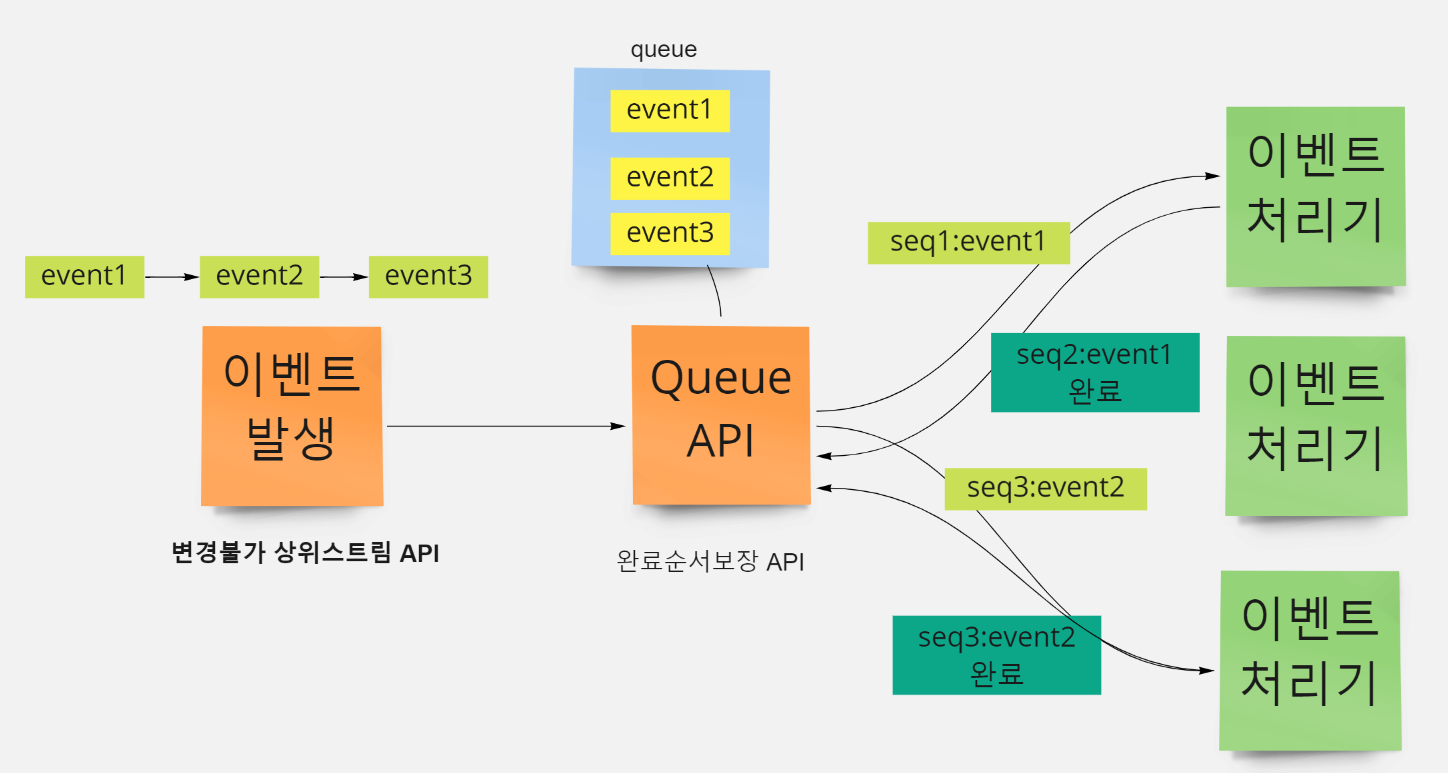 queue
event1
event2
event3
event1
event2
event3
이벤트
발생
변경불가 상위스트림 API
Queue
API
완료순서보장 API
seq1:event1
seq2:event1
완료
seq3:event2
seq3:event2
완료
이벤트
처리기
이벤트
처리기
이벤트
처리기